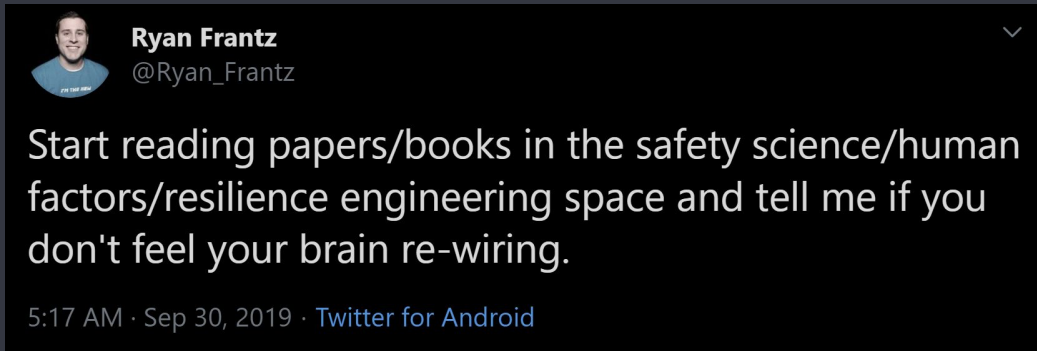 Ryan Frantz
@Ryan_Frantz
Start reading papers/books in the safety science/human
factors/resilience engineering space and tell me if you
don't feel your brain re-wiring.
5:17 AM · Sep 30, 2019 · Twitter for Android